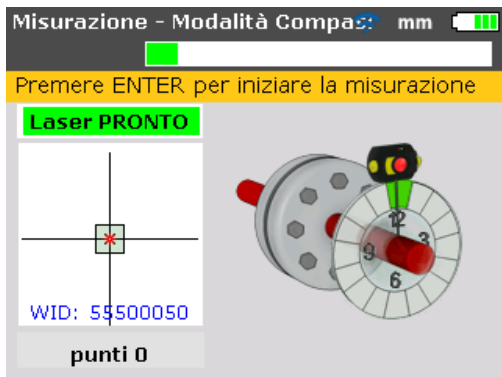 Misurazione - Modalità Compas: mm
Premere ENTER per iniziare la misurazione
Laser PRONTO
WID: 55500050
punti 0
12
3
6
9